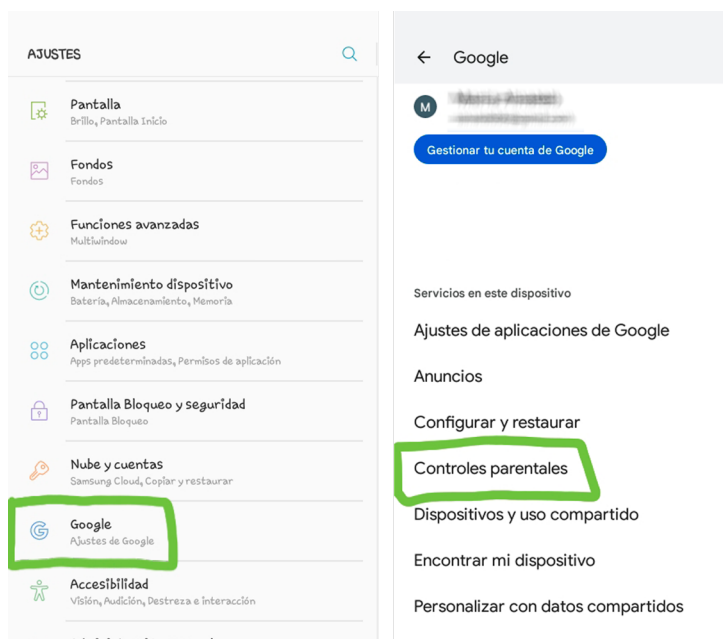 AJUSTES
Pantalla
Brillo, Pantalla Inicio
Fondos
Fondos
Funciones avanzadas
Multiwindow
Mantenimiento dispositivo
Batería, Almacenamiento, Memoria
Aplicaciones
Apps predeterminadas, Permisos de aplicación
Pantalla Bloqueo y seguridad
Pantalla Bloqueo
Nube y cuentas
Samsung Cloud, Copiar y restaurar
Google
Ajustes de Google
Accesibilidad
Visión, Audición, Destreza e interacción
Google
M
Gestionar tu cuenta de Google
Servicios en este dispositivo
Ajustes de aplicaciones de Google
Anuncios
Configurar y restaurar
Controles parentales
Dispositivos y uso compartido
Encontrar mi dispositivo
Personalizar con datos compartidos